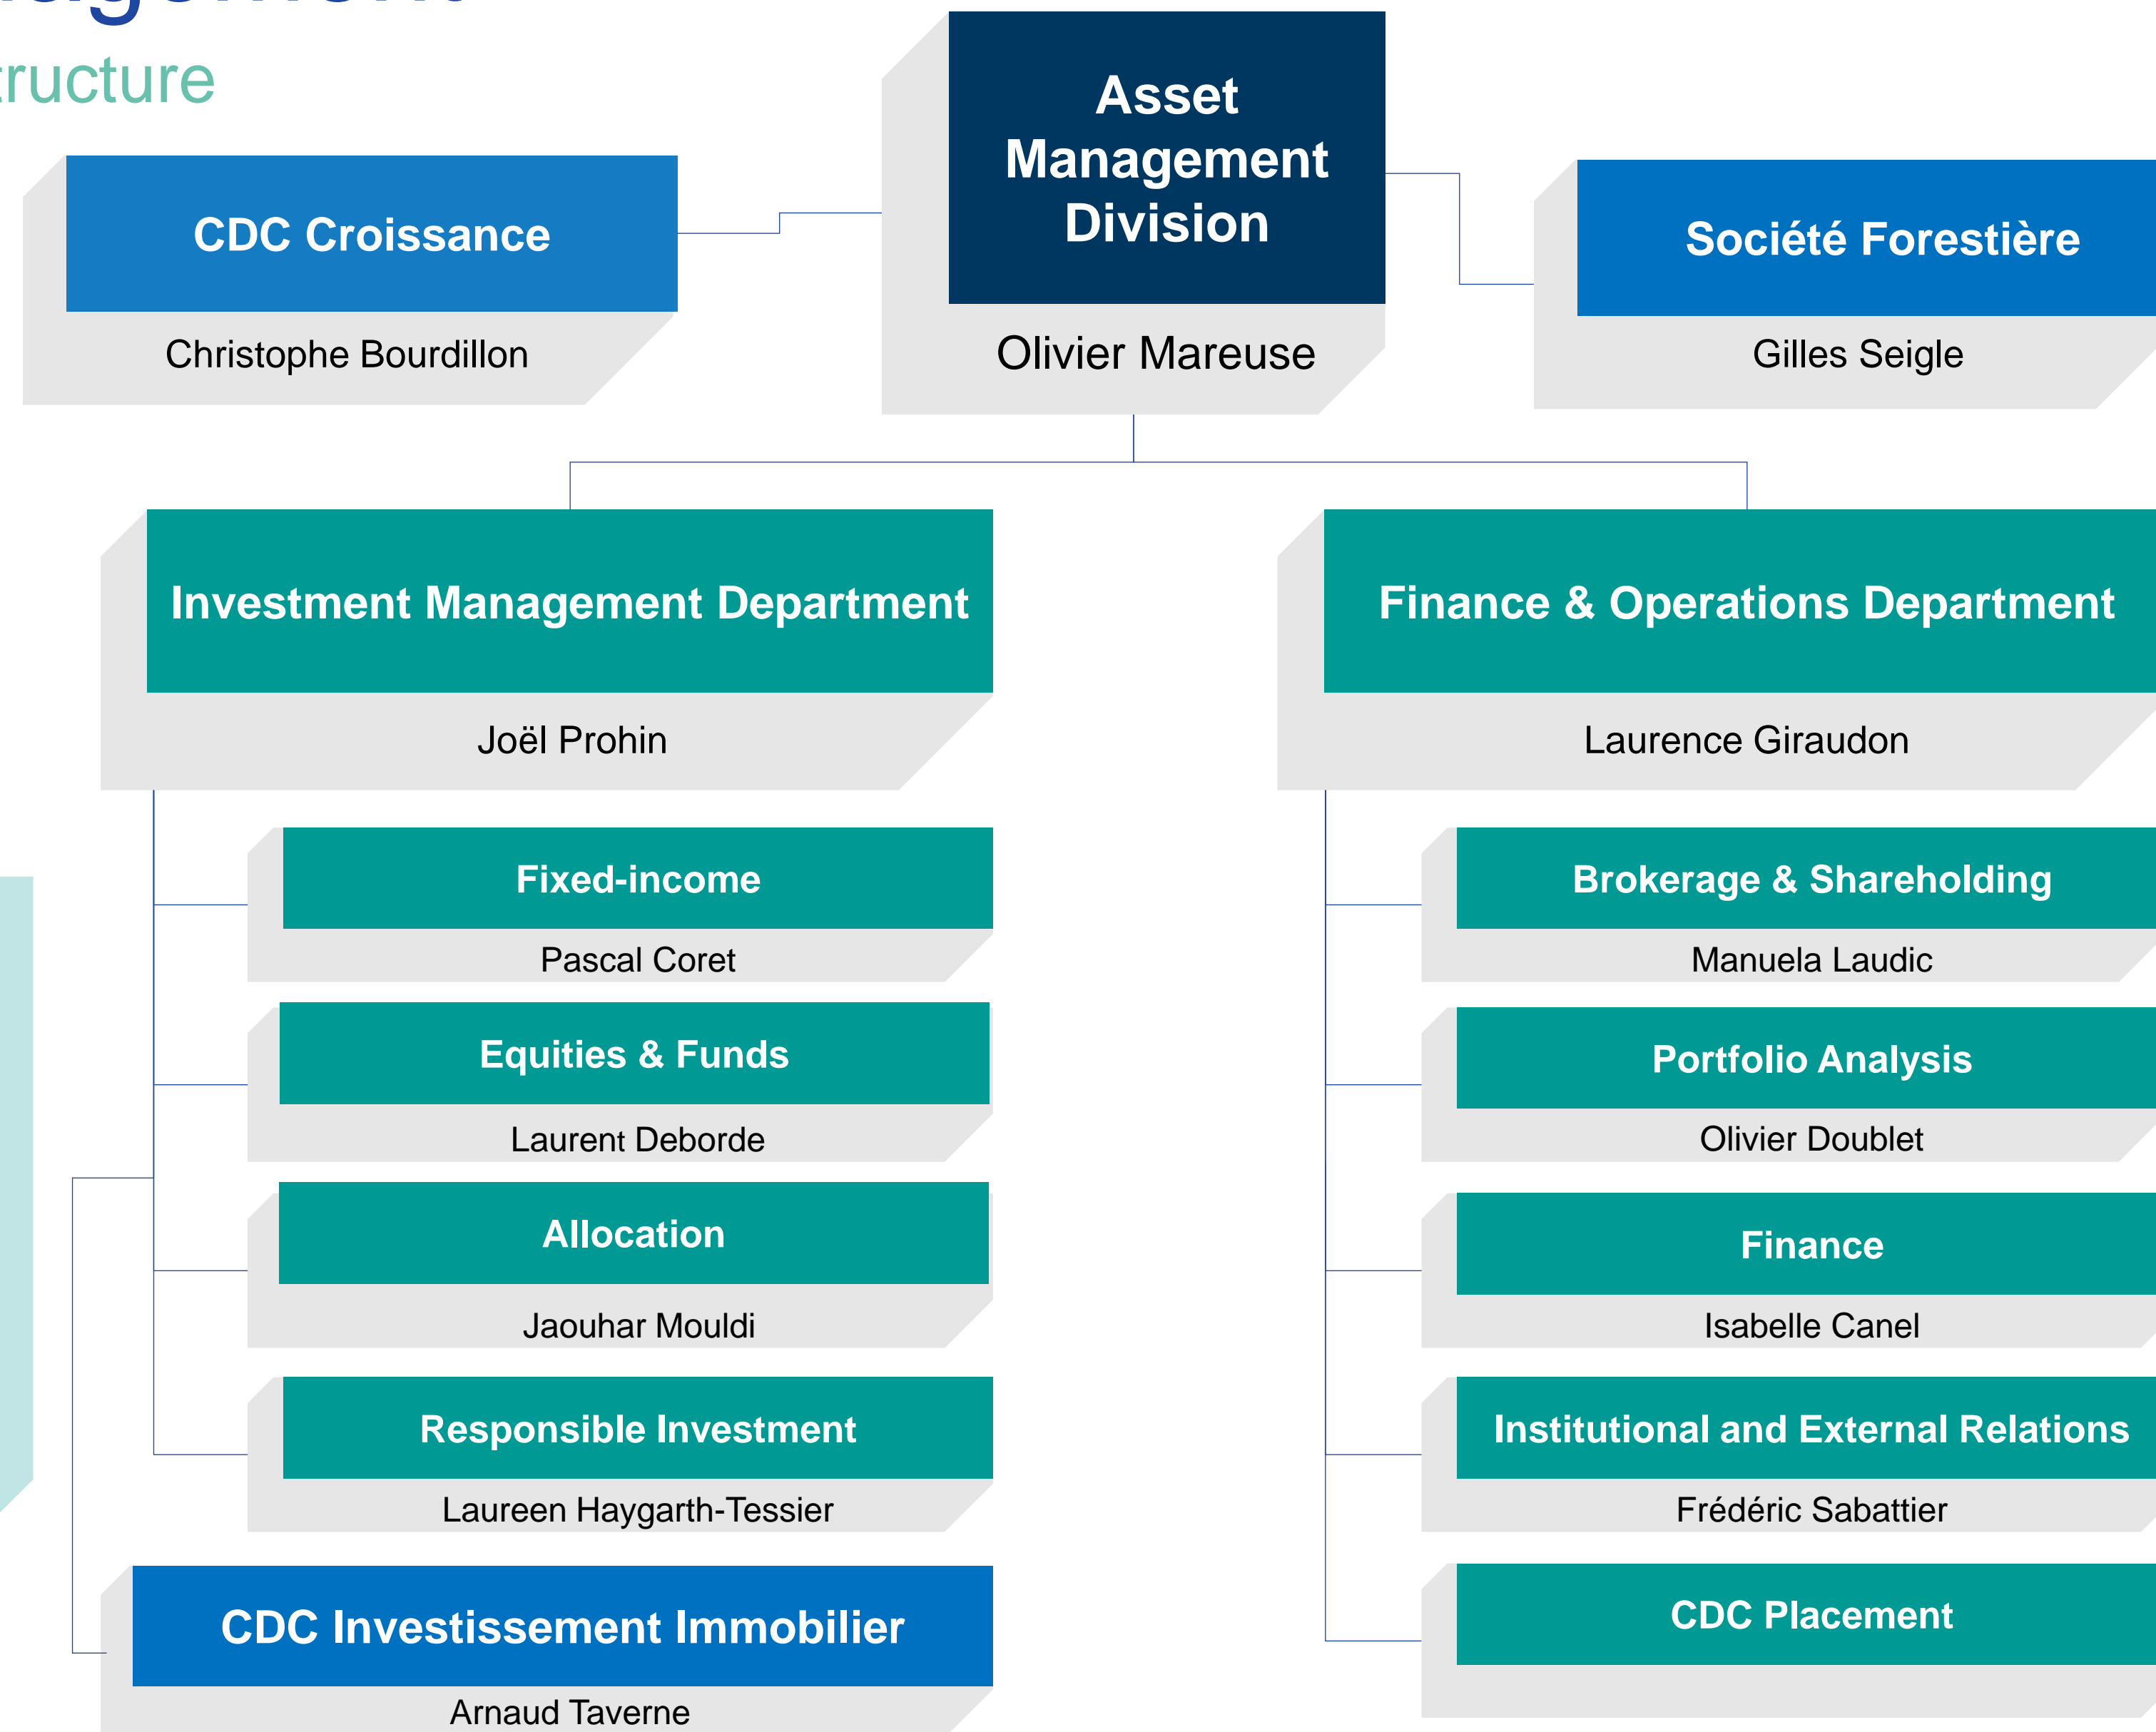 Asset
Management
Division
Olivier Mareuse
CDC Croissance
Christophe Bourdillon
Société Forestière
Gilles Seigle
Investment Management Department
Joël Prohin
Finance & Operations Department
Laurence Giraudon
Fixed-income
Pascal Coret
Equities & Funds
Laurent Deborde
Allocation
Jaouhar Mouldi
Responsible Investment
Laureen Haygarth-Tessier
CDC Investissement Immobilier
Arnaud Taverne
Brokerage & Shareholding
Manuela Laudic
Portfolio Analysis
Olivier Doublet
Finance
Isabelle Canel
Institutional and External Relations
Frédéric Sabattier
CDC Placement